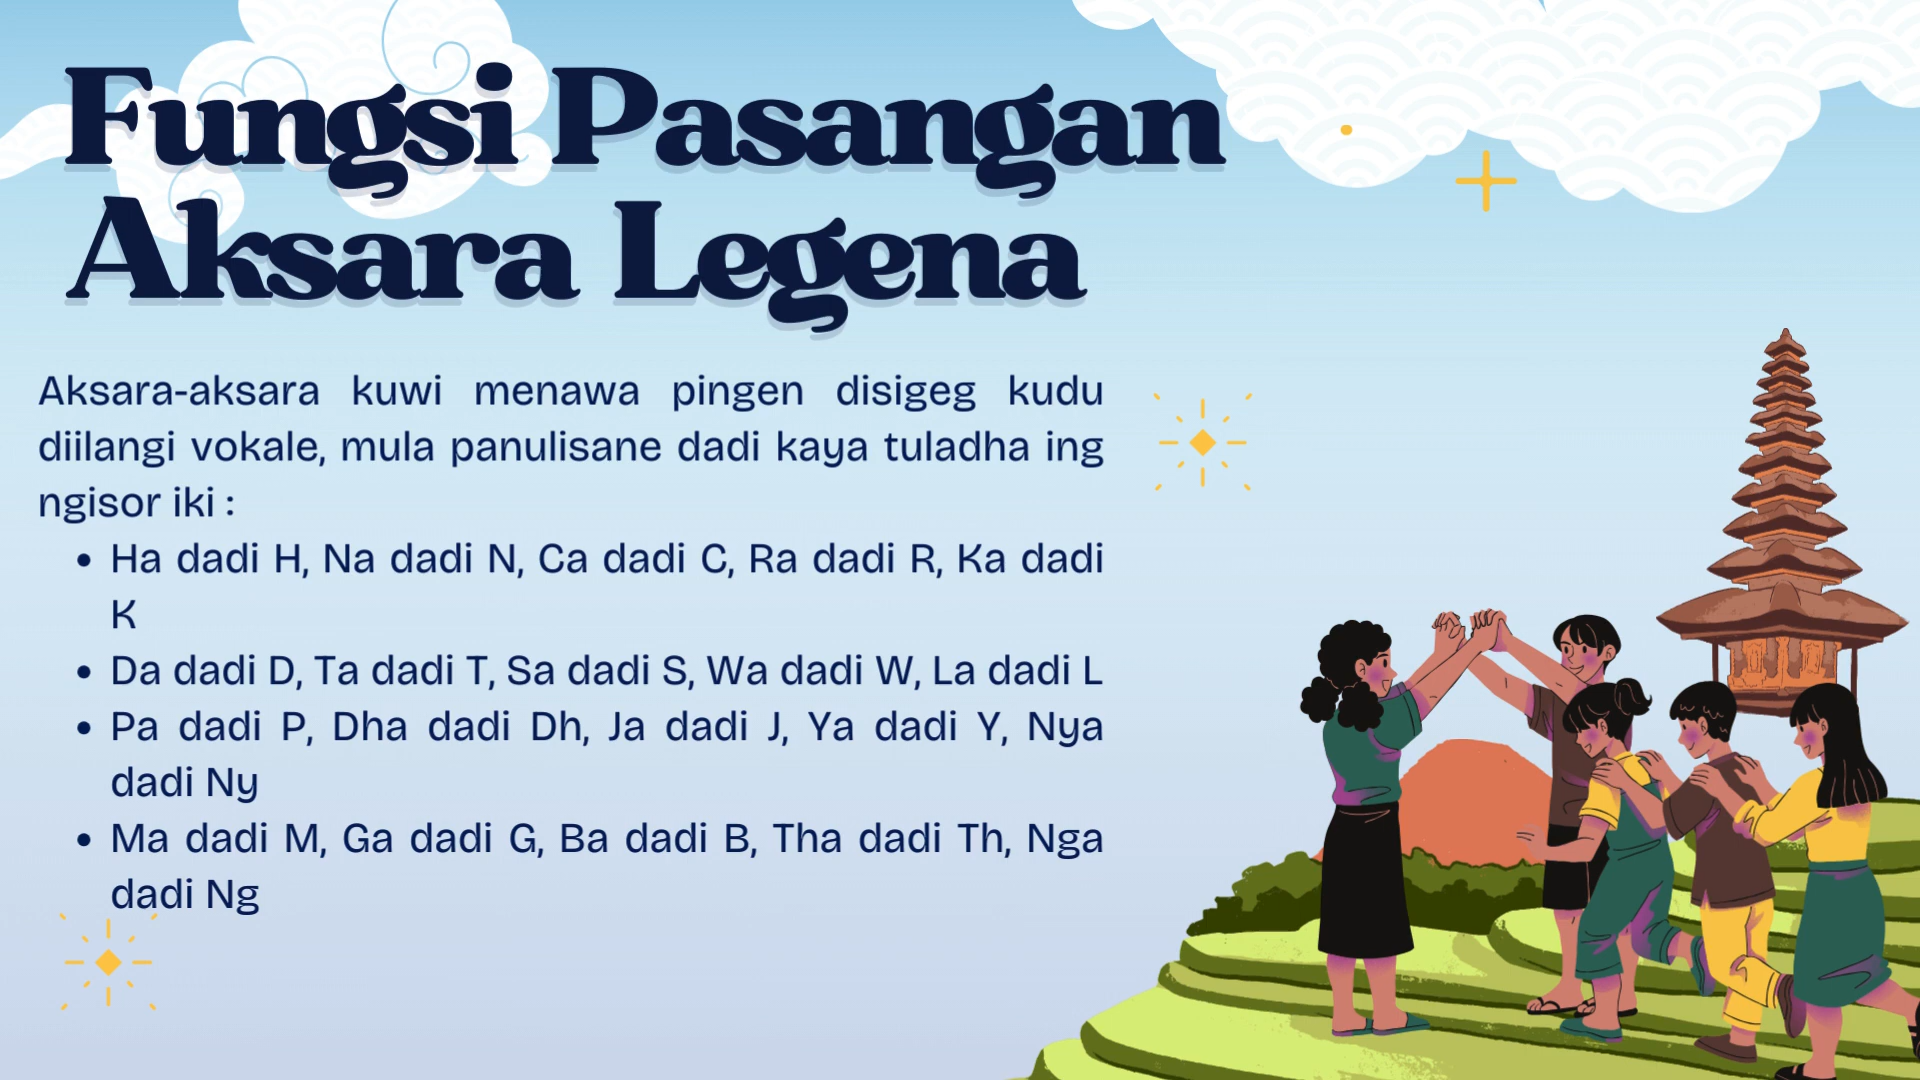 Fungsi Pasangan
Aksara Legena
Aksara-aksara kuwi menawa pingen disigeg kudu
diilangi vokale, mula panulisane dadi kaya tuladha ing
ngisor iki :
• Ha dadi H, Na dadi N, Ca dadi C, Ra dadi R, Ka dadi
K
• Da dadi D, Ta dadi T, Sa dadi S, Wa dadi W, La dadi L
• Pa dadi P, Dha dadi Dh, Ja dadi J, Ya dadi Y, Nya
dadi Ny
• Ma dadi M, Ga dadi G, Ba dadi B, Tha dadi Th, Nga
dadi Ng